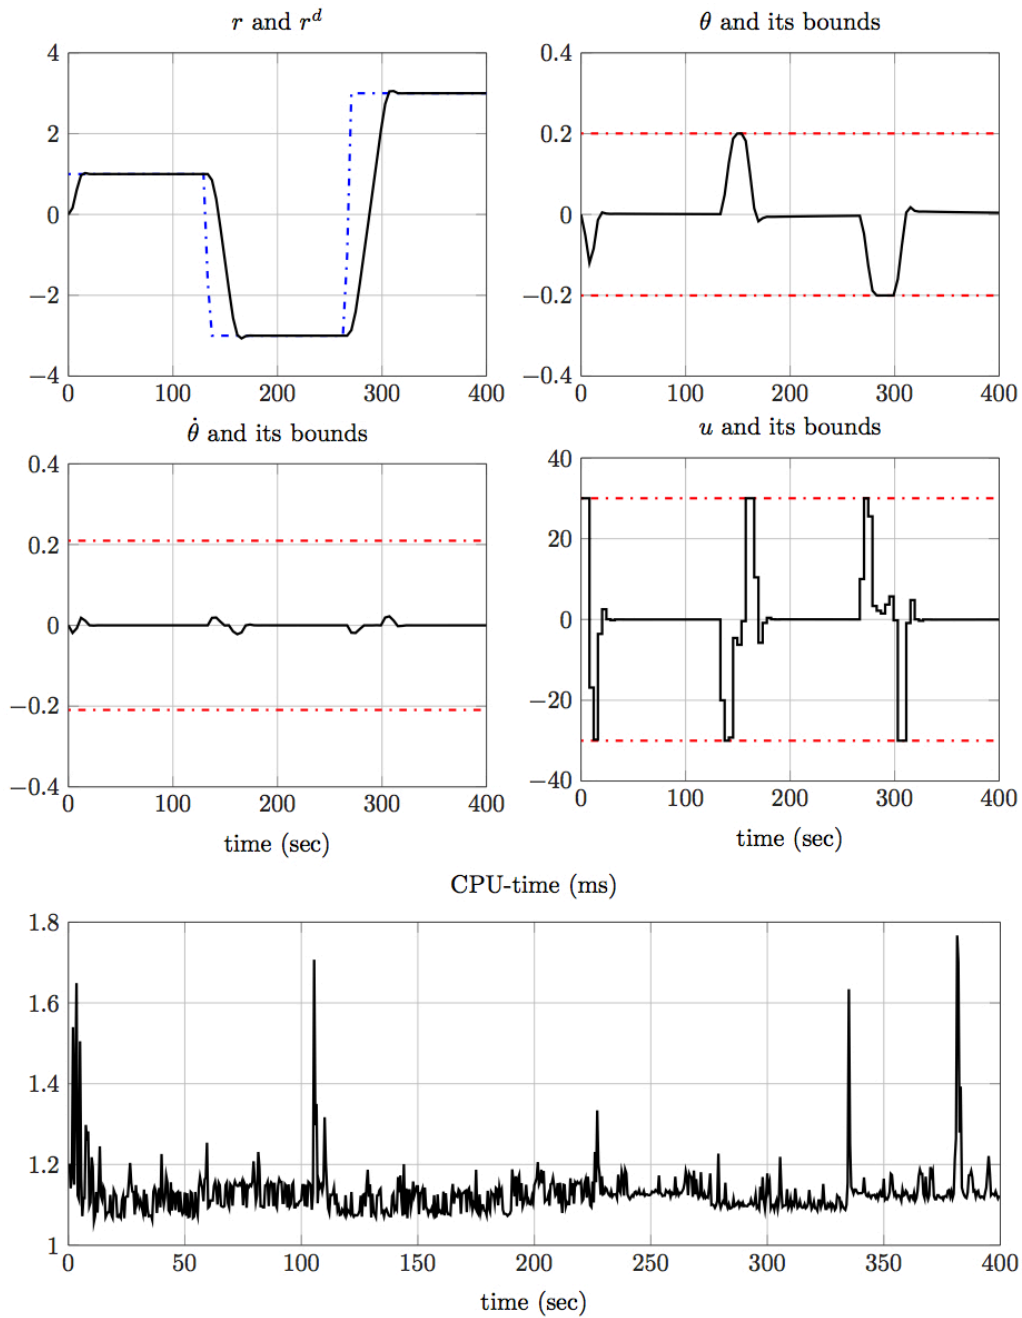 r and r^d
θ and its bounds
4
2
0
−2
−4
0 100 200 300 400
0.4
0.2
0
−0.2
−0.4
0 100 200 300 400
θ̇ and its bounds
u and its bounds
0.4
0.2
0
−0.2
−0.4
0 100 200 300 400
time (sec)
40
20
0
−20
−40
0 100 200 300 400
time (sec)
CPU-time (ms)
1.8
1.6
1.4
1.2
1
0 50 100 150 200 250 300 350 400
time (sec)